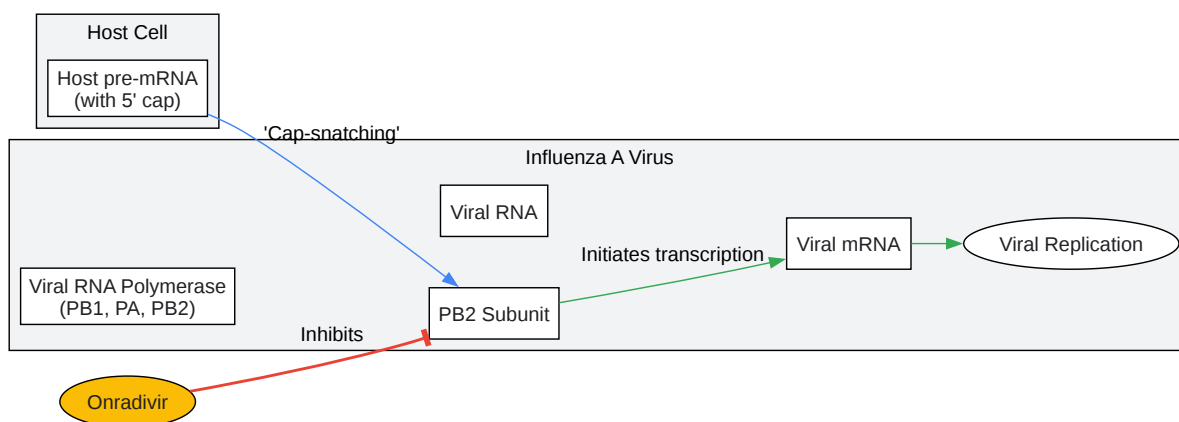 Host Cell
Host pre-mRNA
(with 5' cap)
'Cap-snatching'
Influenza A Virus
Viral RNA
Initiates transcription
Viral mRNA
Viral Replication
Viral RNA Polymerase
(PB1, PA, PB2)
PB2 Subunit
Inhibits
Onradivir